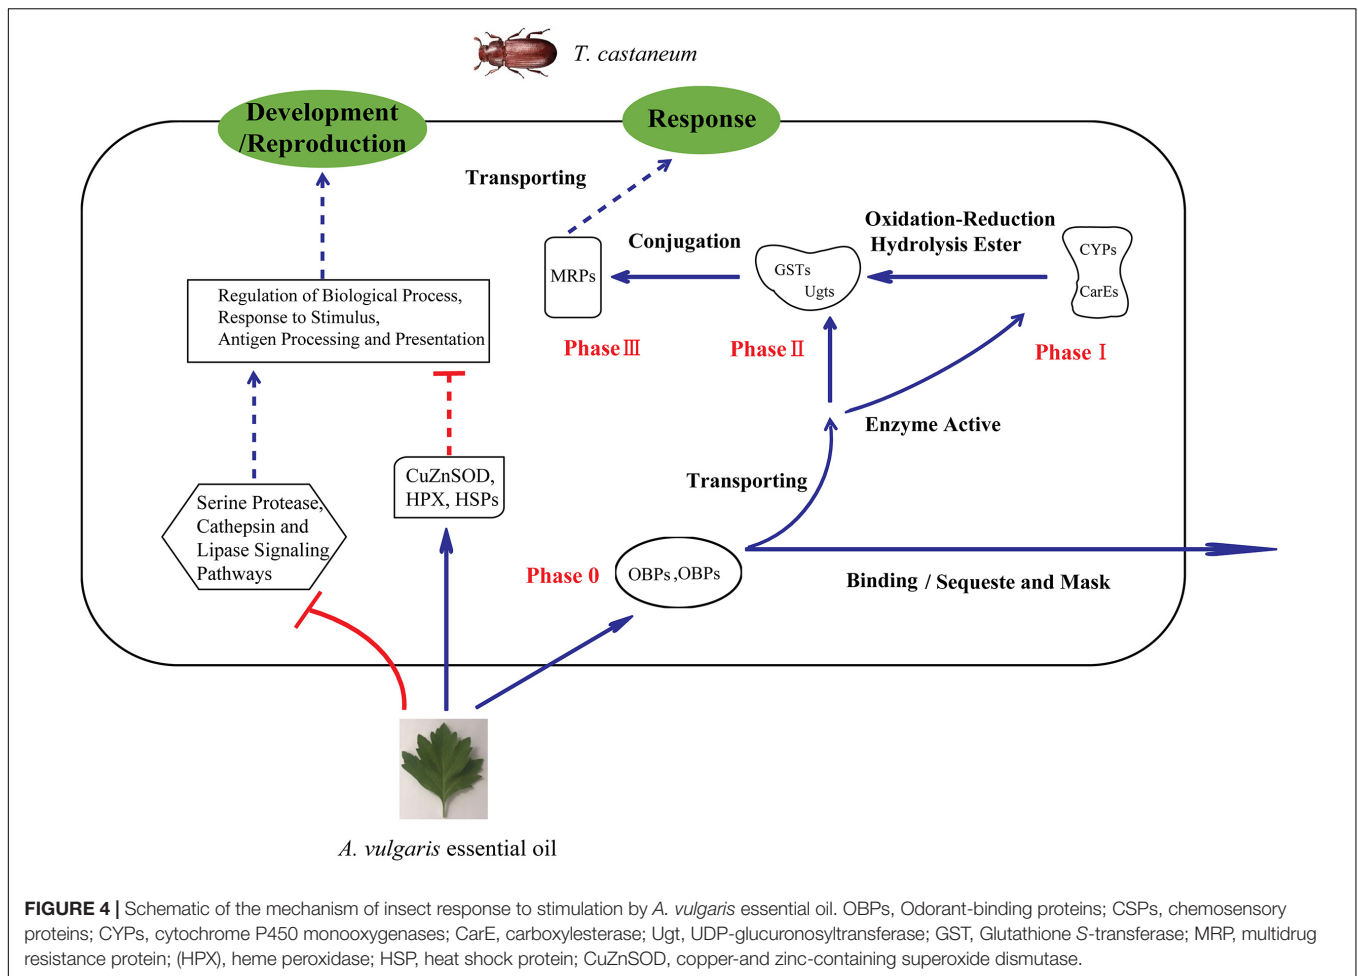 T. castaneum
Development
/Reproduction
Response
Transporting
Oxidation-Reduction
Hydrolysis Ester
Conjugation
CYPs
CarEs
GSTs
Ugts
MRPs
Regulation of Biological Process,
Response to Stimulus,
Antigen Processing and Presentation
Phase III
Phase II
Phase I
Enzyme Active
CuZnSOD,
HPX, HSPs
Transporting
Serine Protease,
Cathepsin and
Lipase Signaling
Pathways
Phase 0
OBPs,OBPs
Binding / Sequeste and Mask
A. vulgaris essential oil
FIGURE 4 | Schematic of the mechanism of insect response to stimulation by A. vulgaris essential oil. OBPs, Odorant-binding proteins; CSPs, chemosensory
proteins; CYPs, cytochrome P450 monooxygenases; CarE, carboxylesterase; Ugt, UDP-glucuronosyltransferase; GST, Glutathione S-transferase; MRP, multidrug
resistance protein; (HPX), heme peroxidase; HSP, heat shock protein; CuZnSOD, copper-and zinc-containing superoxide dismutase.